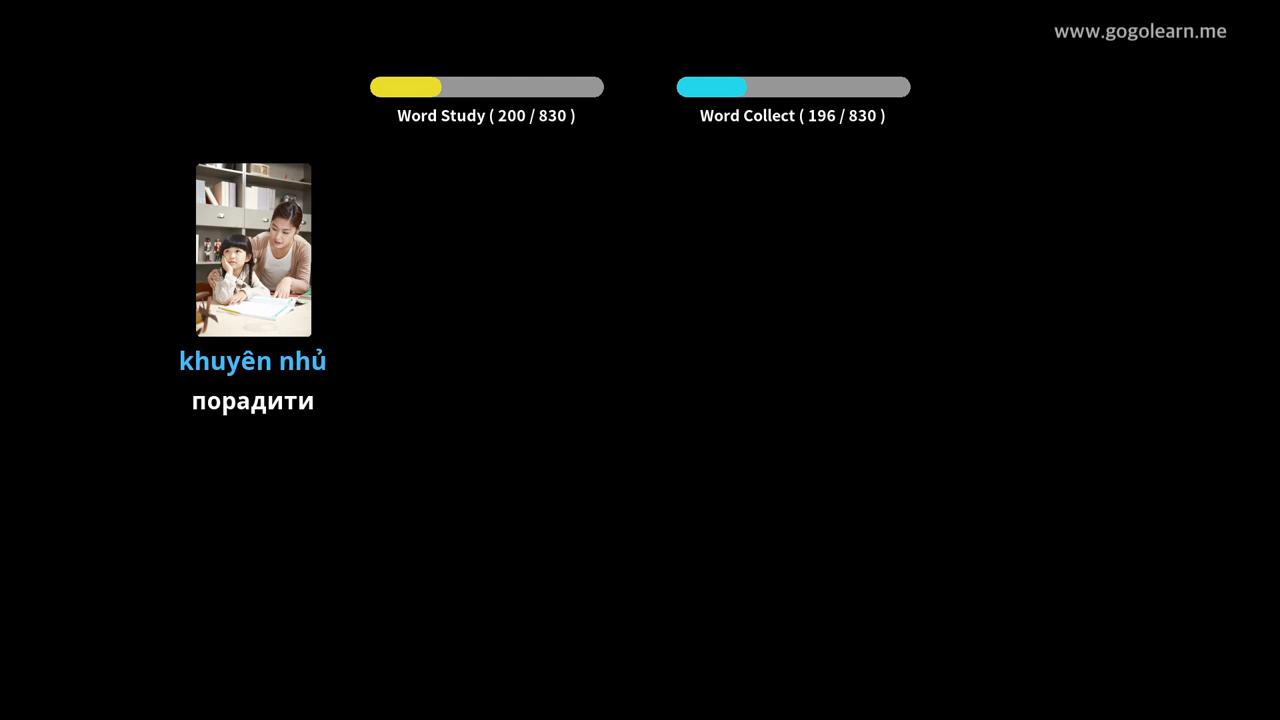 www.gogolearn.me
Word Study ( 200 / 830 )
Word Collect ( 196 / 830 )
khuyên nhủ
порадити